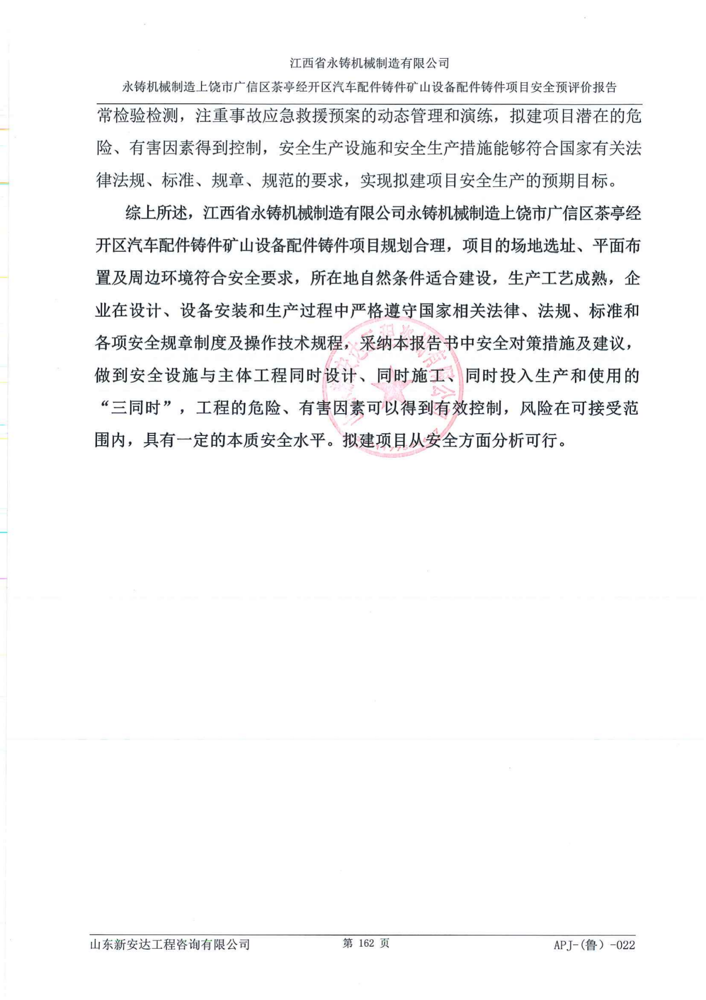 江西省永铸机械制造有限公司
永铸机械制造上饶市广信区茶亭经开区汽车配件铸件矿山设备配件铸件项目安全预评价报告
常检验检测，注重事故应急救援预案的动态管理和演练，拟建项目潜在的危
险、有害因素得到控制，安全生产设施和安全生产措施能够符合国家有关法
律法规、标准、规章、规范的要求，实现拟建项目安全生产的预期目标。
综上所述，江西省永铸机械制造有限公司永铸机械制造上饶市广信区茶亭经
开区汽车配件铸件矿山设备配件铸件项目规划合理，项目的场地选址、平面布
置及周边环境符合安全要求，所在地自然条件适合建设，生产工艺成熟，企
业在设计、设备安装和生产过程中严格遵守国家相关法律、法规、标准和
各项安全规章制度及操作技术规程，采纳本报告书中安全对策措施及建议，
做到安全设施与主体工程同时设计、同时施工、同时投入生产和使用的
“三同时”，工程的危险、有害因素可以得到有效控制，风险在可接受范
围内，具有一定的本质安全水平。拟建项目从安全方面分析可行。
山东新安达工程咨询有限公司
山东新安达工程咨询有限公司 第 162 页 APJ-(鲁）-022